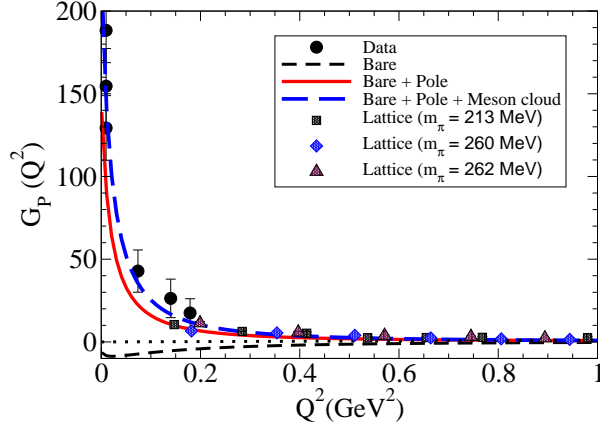 200
150
100
50
0
G_P (Q^2)
Data
Bare
Bare + Pole
Bare + Pole + Meson cloud
Lattice (m_π = 213 MeV)
Lattice (m_π = 260 MeV)
Lattice (m_π = 262 MeV)
0 0.2 0.4 0.6 0.8 1
Q^2(GeV^2)